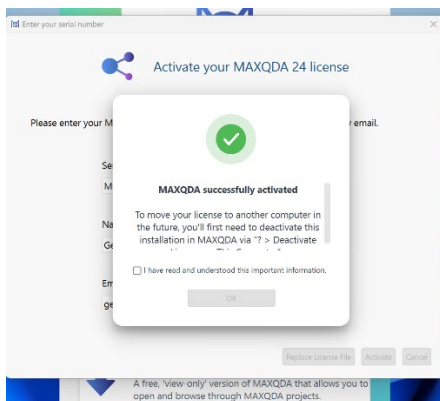 Enter your serial number
Activate your MAXQDA 24 license
Please enter your M
email.
Se
M
Na
Ge
Em
ge
MAXQDA successfully activated
To move your license to another computer in
the future, you'll first need to deactivate this
installation in MAXQDA via "? > Deactivate
I have read and understood this important information.
OK
Replace License File Activate Cancel
A free, 'view-only' version of MAXQDA that allows you to
open and browse through MAXQDA projects.